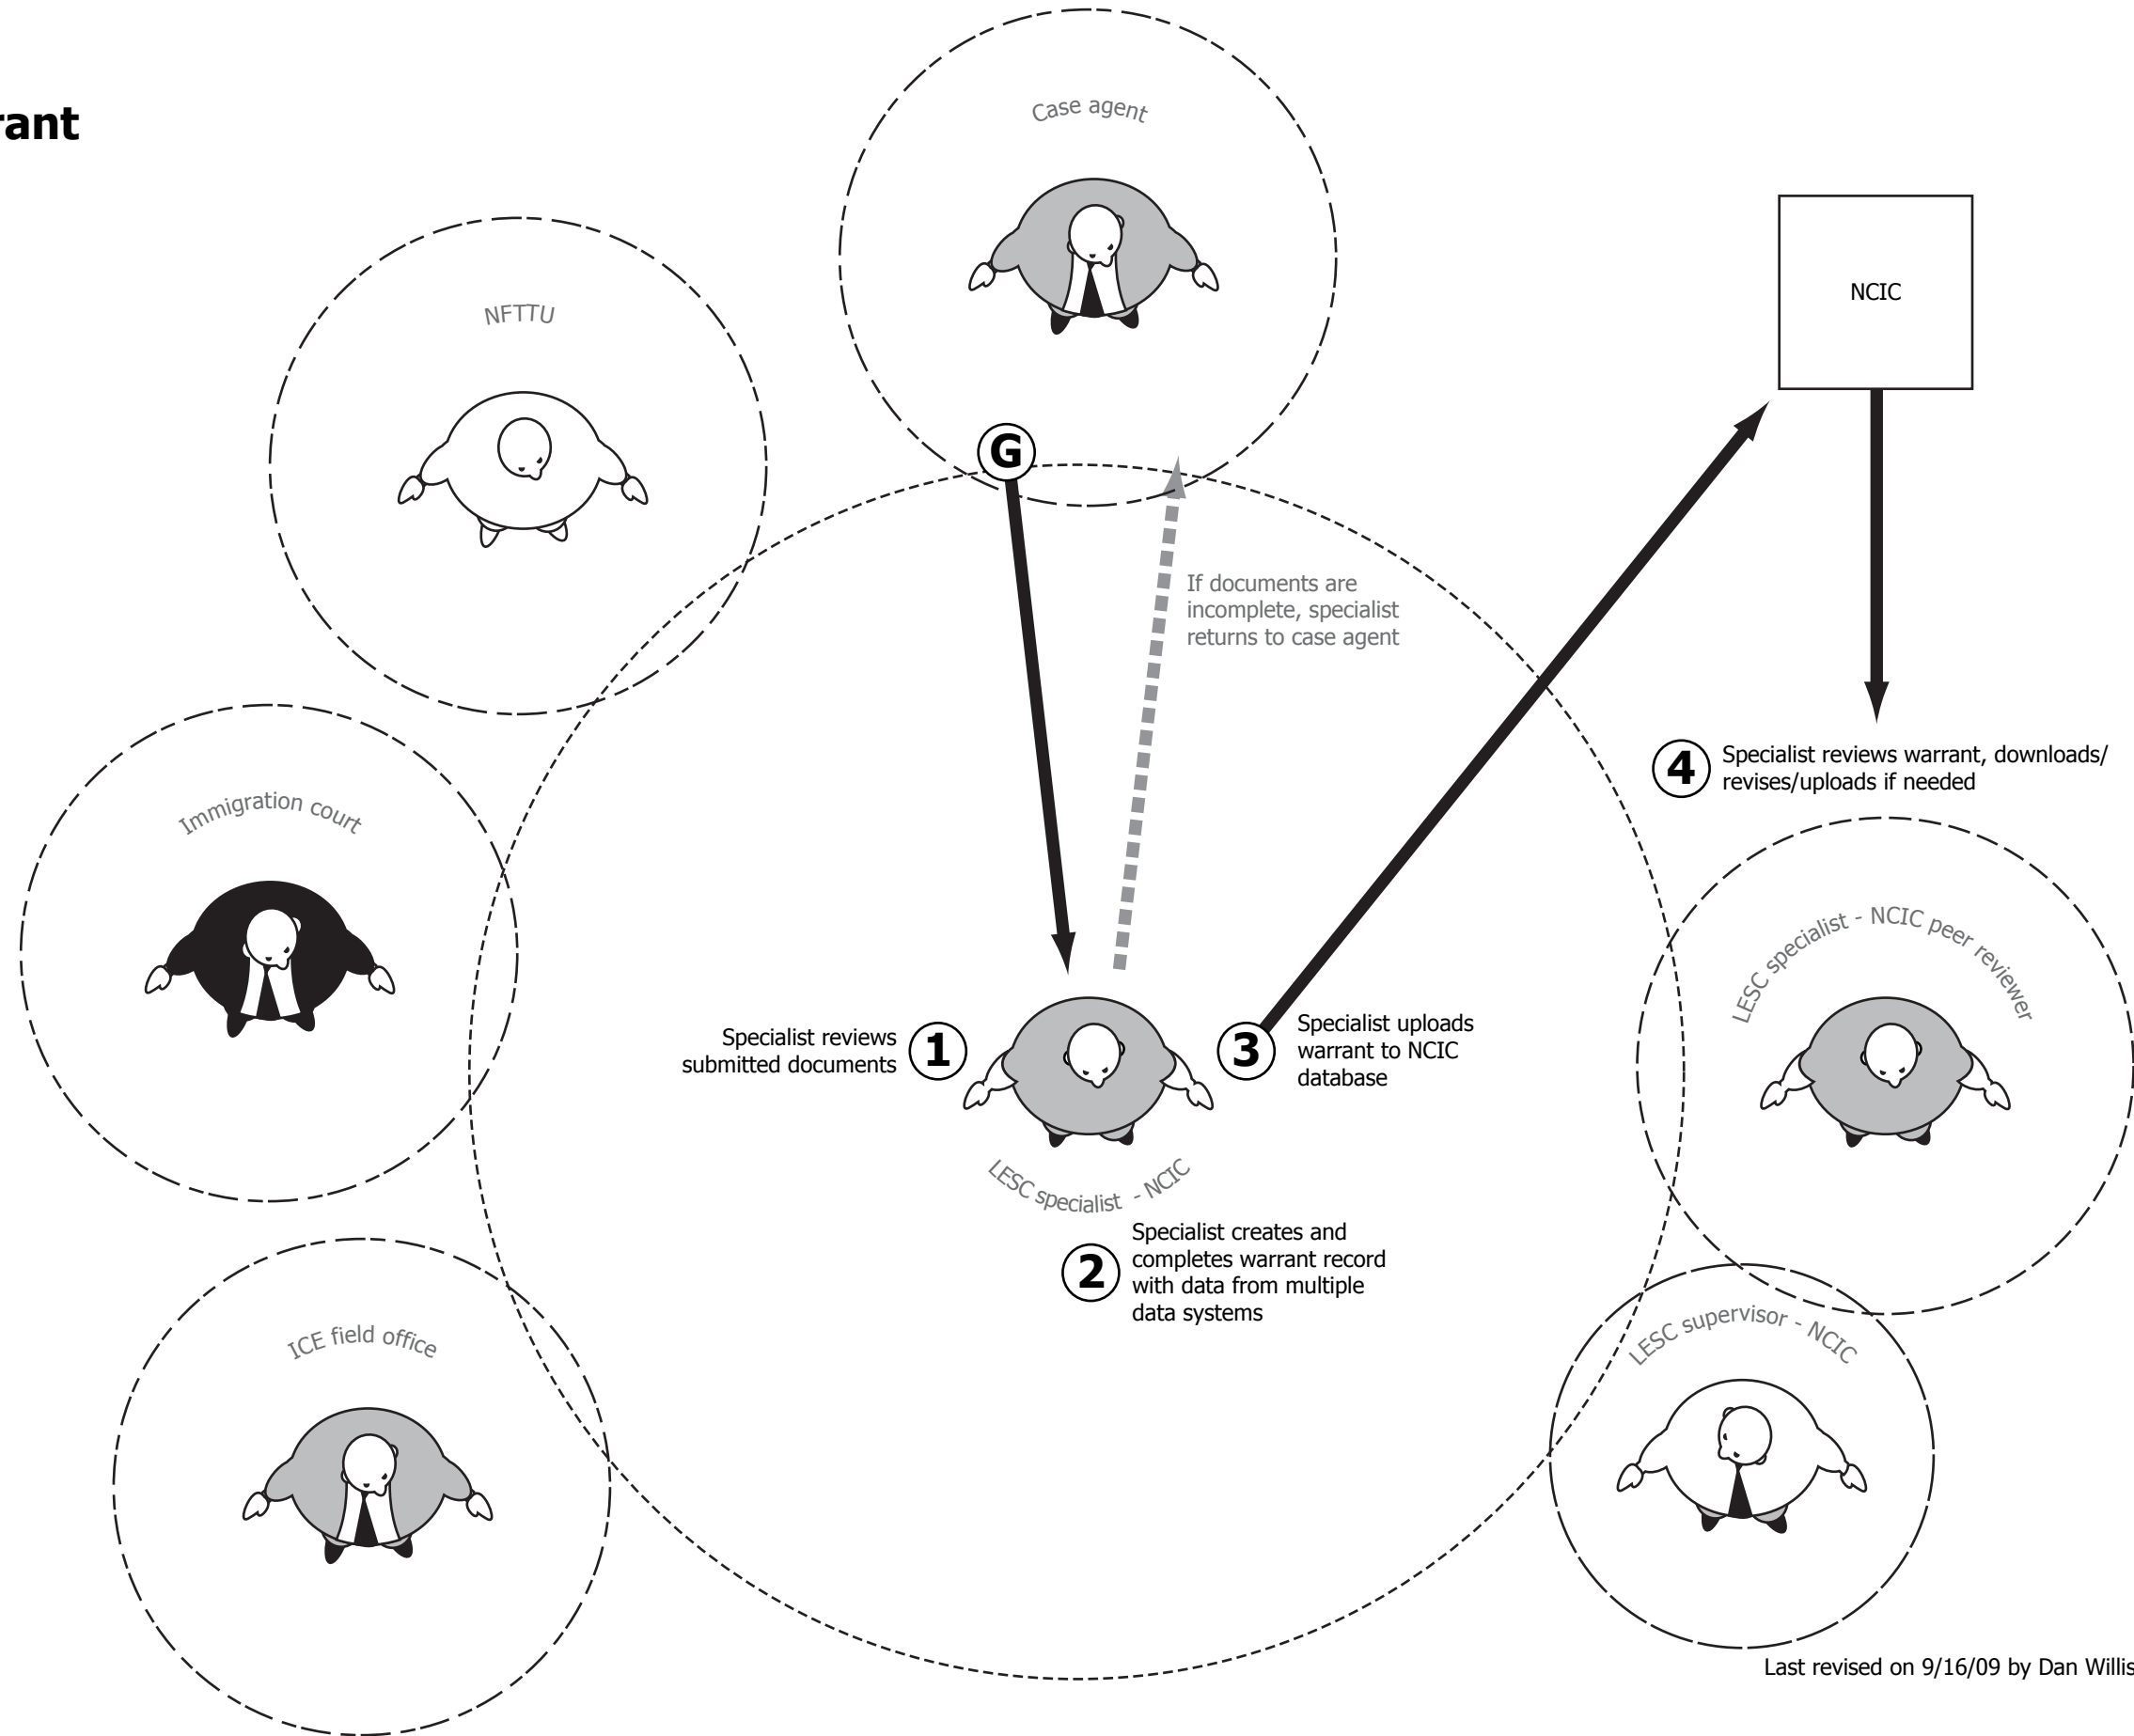 rant
Case agent
NFTTU
NCIC
G
If documents are
incomplete, specialist
returns to case agent
4
Specialist reviews warrant, downloads/
revises/uploads if needed
Immigration court
LESC specialist - NCIC peer reviewer
Specialist reviews
submitted documents
1
3
Specialist uploads
warrant to NCIC
database
LESC specialist - NCIC
2
Specialist creates and
completes warrant record
with data from multiple
data systems
ICE field office
LESC supervisor - NCIC
Last revised on 9/16/09 by Dan Willis